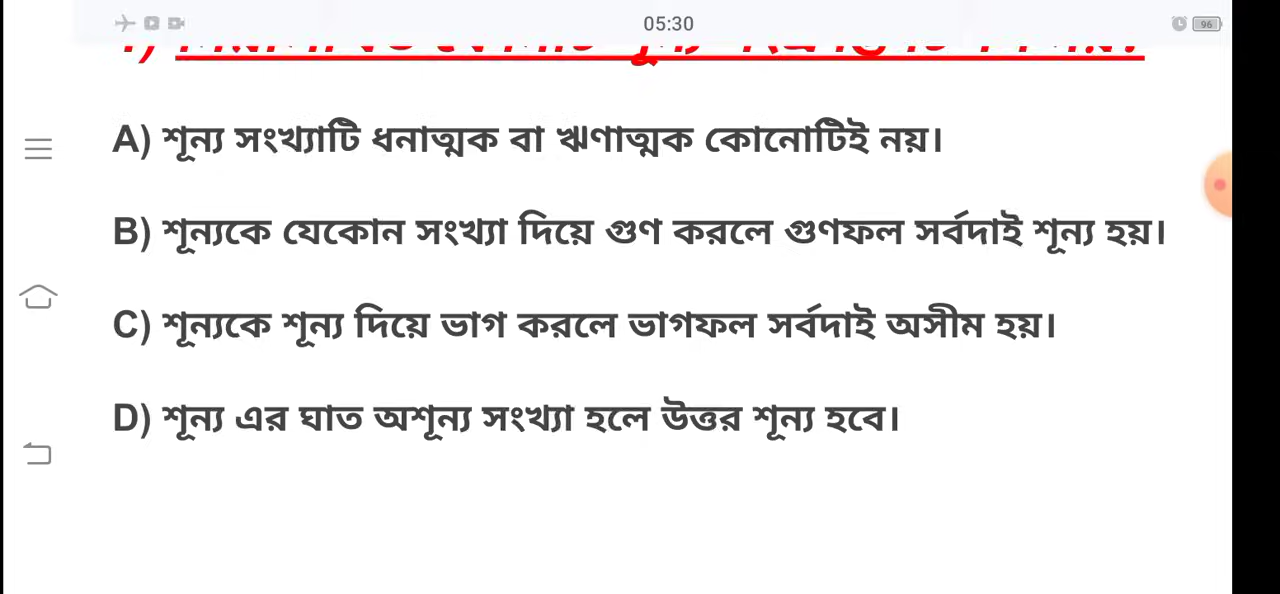 05:30
96
A) শূন্য সংখ্যাটি ধনাত্মক বা ঋণাত্মক কোনোটিই নয়।
B) শূন্যকে যেকোন সংখ্যা দিয়ে গুণ করলে গুণফল সর্বদাই শূন্য হয়।
C) শূন্যকে শূন্য দিয়ে ভাগ করলে ভাগফল সর্বদাই অসীম হয়।
D) শূন্য এর ঘাত অশূন্য সংখ্যা হলে উত্তর শূন্য হবে।